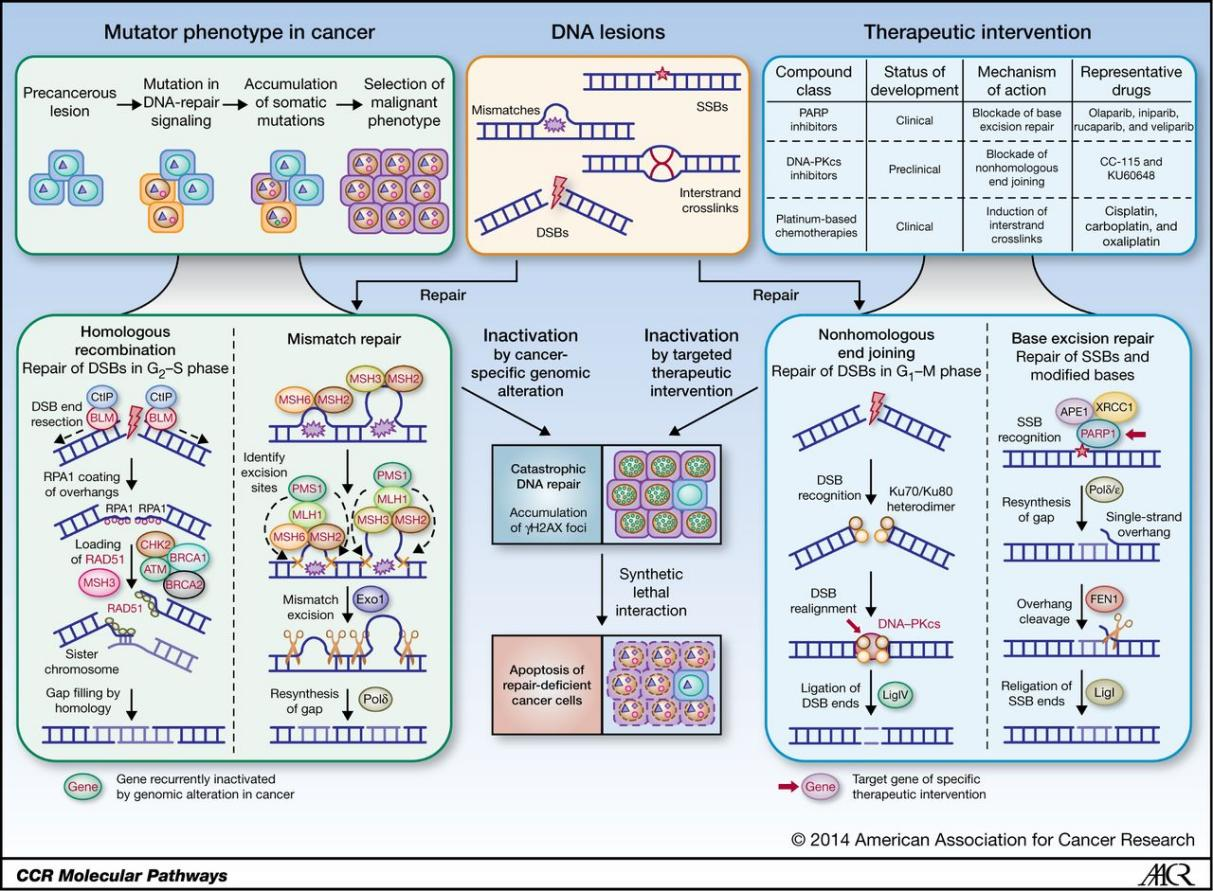 Mutator phenotype in cancer
Precancerous
lesion
Mutation in
DNA-repair
signaling
Accumulation
of somatic
mutations
Selection of
malignant
phenotype
DNA lesions
SSBs
Mismatches
Interstrand
crosslinks
DSBs
Therapeutic intervention
Compound
class
Status of
development
Mechanism
of action
Representative
drugs
PARP
inhibitors
Clinical
Blockade of base
excision repair
Olaparib, iniparib,
rucaparib, and veliparib
DNA-PKcs
inhibitors
Preclinical
Blockade of
nonhomologous
end joining
CC-115 and
KU60648
Platinum-based
chemotherapies
Clinical
Induction of
interstrand
crosslinks
Cisplatin,
carboplatin, and
oxaliplatin
Repair
Repair
Homologous
recombination
Repair of DSBs in G2–S phase
CtIP
CtIP
BLM
BLM
DSB end
resection
RPA1 coating
of overhangs
RPA1 RPA1
Loading
of RAD51
CHK2
BRCA1
ATM
MSH3
BRCA2
RAD51
Sister
chromosome
Gap filling by
homology
Mismatch repair
MSH3
MSH2
MSH6
MSH2
Identify
excision
sites
PMS1
PMS1
MLH1
MLH1
MSH3
MSH2
MSH6
MSH2
Mismatch
excision
Exo1
Resynthesis
of gap
Polδ
Inactivation
by cancer-
specific genomic
alteration
Inactivation
by targeted
therapeutic
intervention
Catastrophic
DNA repair
Accumulation
of γH2AX foci
Synthetic
lethal
interaction
Apoptosis of
repair-deficient
cancer cells
Nonhomologous
end joining
Repair of DSBs in G1–M phase
DSB
recognition
Ku70/Ku80
heterodimer
DSB
realignment
DNA–PKcs
Ligation of
DSB ends
LigIV
Base excision repair
Repair of SSBs and
modified bases
APE1
XRCC1
PARP1
SSB
recognition
Polδ/ε
Resynthesis
of gap
Single-strand
overhang
Overhang
cleavage
FEN1
Religation of
SSB ends
LigI
Gene
Gene recurrently inactivated
by genomic alteration in cancer
Gene
Target gene of specific
therapeutic intervention
© 2014 American Association for Cancer Research
CCR Molecular Pathways
AACR